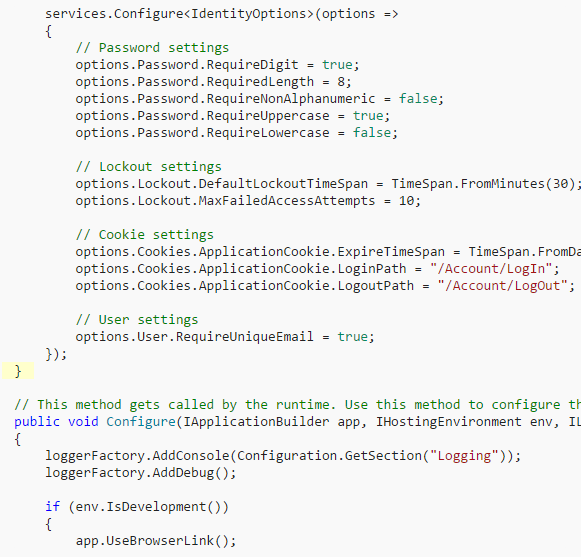 services.Configure<IdentityOptions>(options =>
{
// Password settings
options.Password.RequireDigit = true;
options.Password.RequiredLength = 8;
options.Password.RequireNonAlphanumeric = false;
options.Password.RequireUppercase = true;
options.Password.RequireLowercase = false;
// Lockout settings
options.Lockout.DefaultLockoutTimeSpan = TimeSpan.FromMinutes(30);
options.Lockout.MaxFailedAccessAttempts = 10;
// Cookie settings
options.Cookies.ApplicationCookie.ExpireTimeSpan = TimeSpan.FromDa
options.Cookies.ApplicationCookie.LoginPath = "/Account/LogIn";
options.Cookies.ApplicationCookie.LogoutPath = "/Account/LogOut";
// User settings
options.User.RequireUniqueEmail = true;
});
}
// This method gets called by the runtime. Use this method to configure th
public void Configure(IApplicationBuilder app, IHostingEnvironment env, IL
{
loggerFactory.AddConsole(Configuration.GetSection("Logging"));
loggerFactory.AddDebug();
if (env.IsDevelopment())
{
app.UseBrowserLink();